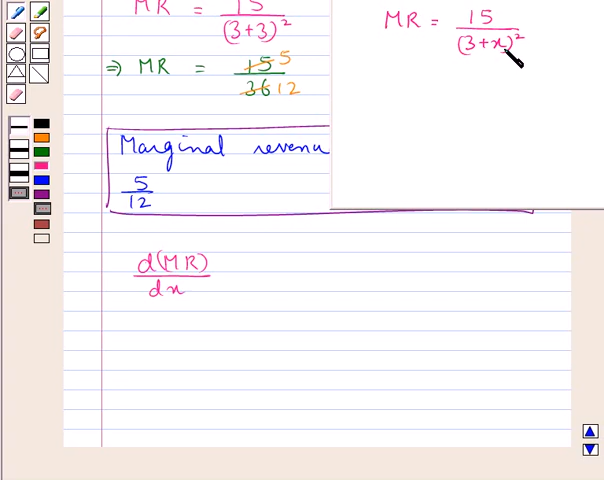 MR = 15 / (3+3)²
MR = 15 / (3+x)²
⇒ MR = 15 5 / 36 12
Marginal revenu
5 / 12
d(MR) / dx